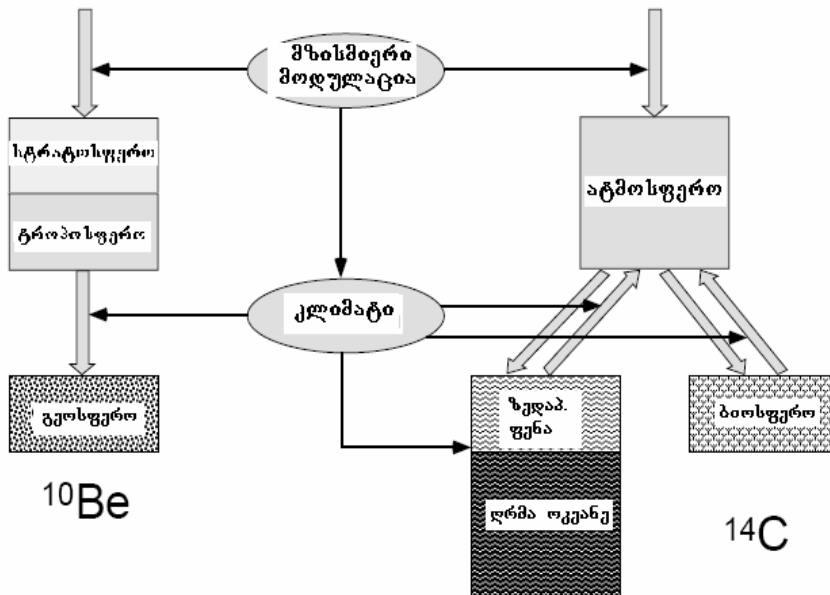 მზისმიერი
მოდულაცია
სტრატოსფერო
ატმოსფერო
ტროპოსფერო
კლიმატი
გეოსფერო
ზედაპ.
ფენა
ბიოსფერო
¹⁰Be
ღრმა ოკეანე
¹⁴C